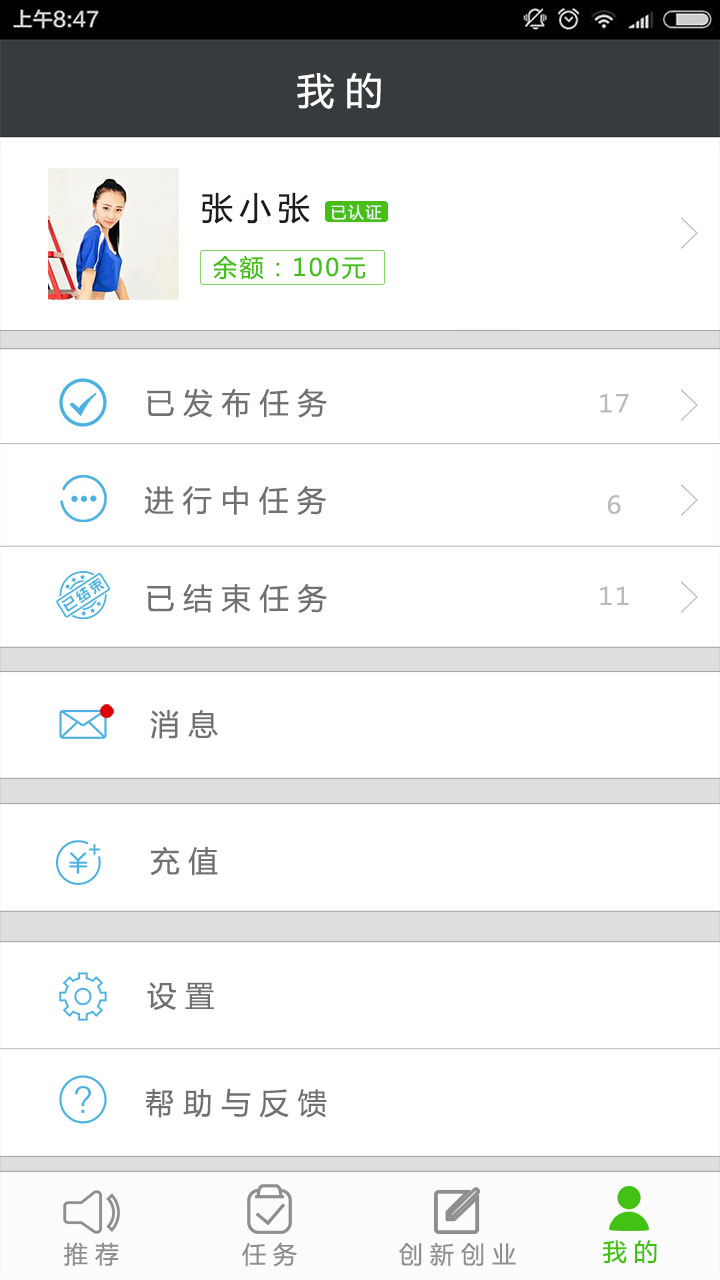 上午8:47
我的
张小张 已认证
余额：100元
已发布任务 17
进行中任务 6
已结束 已结束任务 11
消息
充值
设置
帮助与反馈
推荐 任务 创新创业 我的